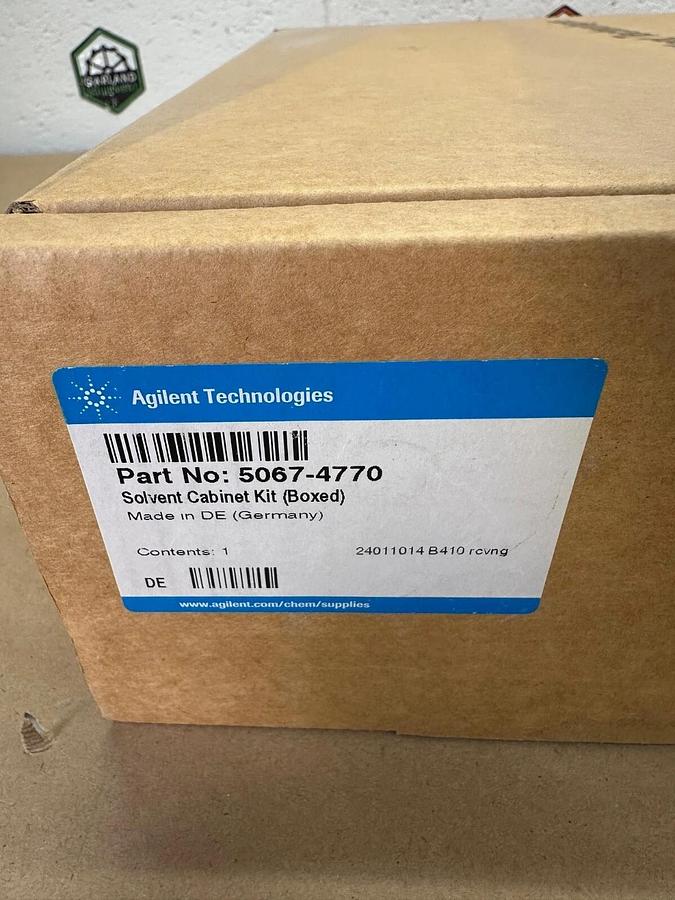 GARLAND
Agilent Technologies
Part No: 5067-4770
Solvent Cabinet Kit (Boxed)
Made in DE (Germany)
Contents: 1
24011014 B410 rcvng
DE
www.agilent.com/chem/supplies